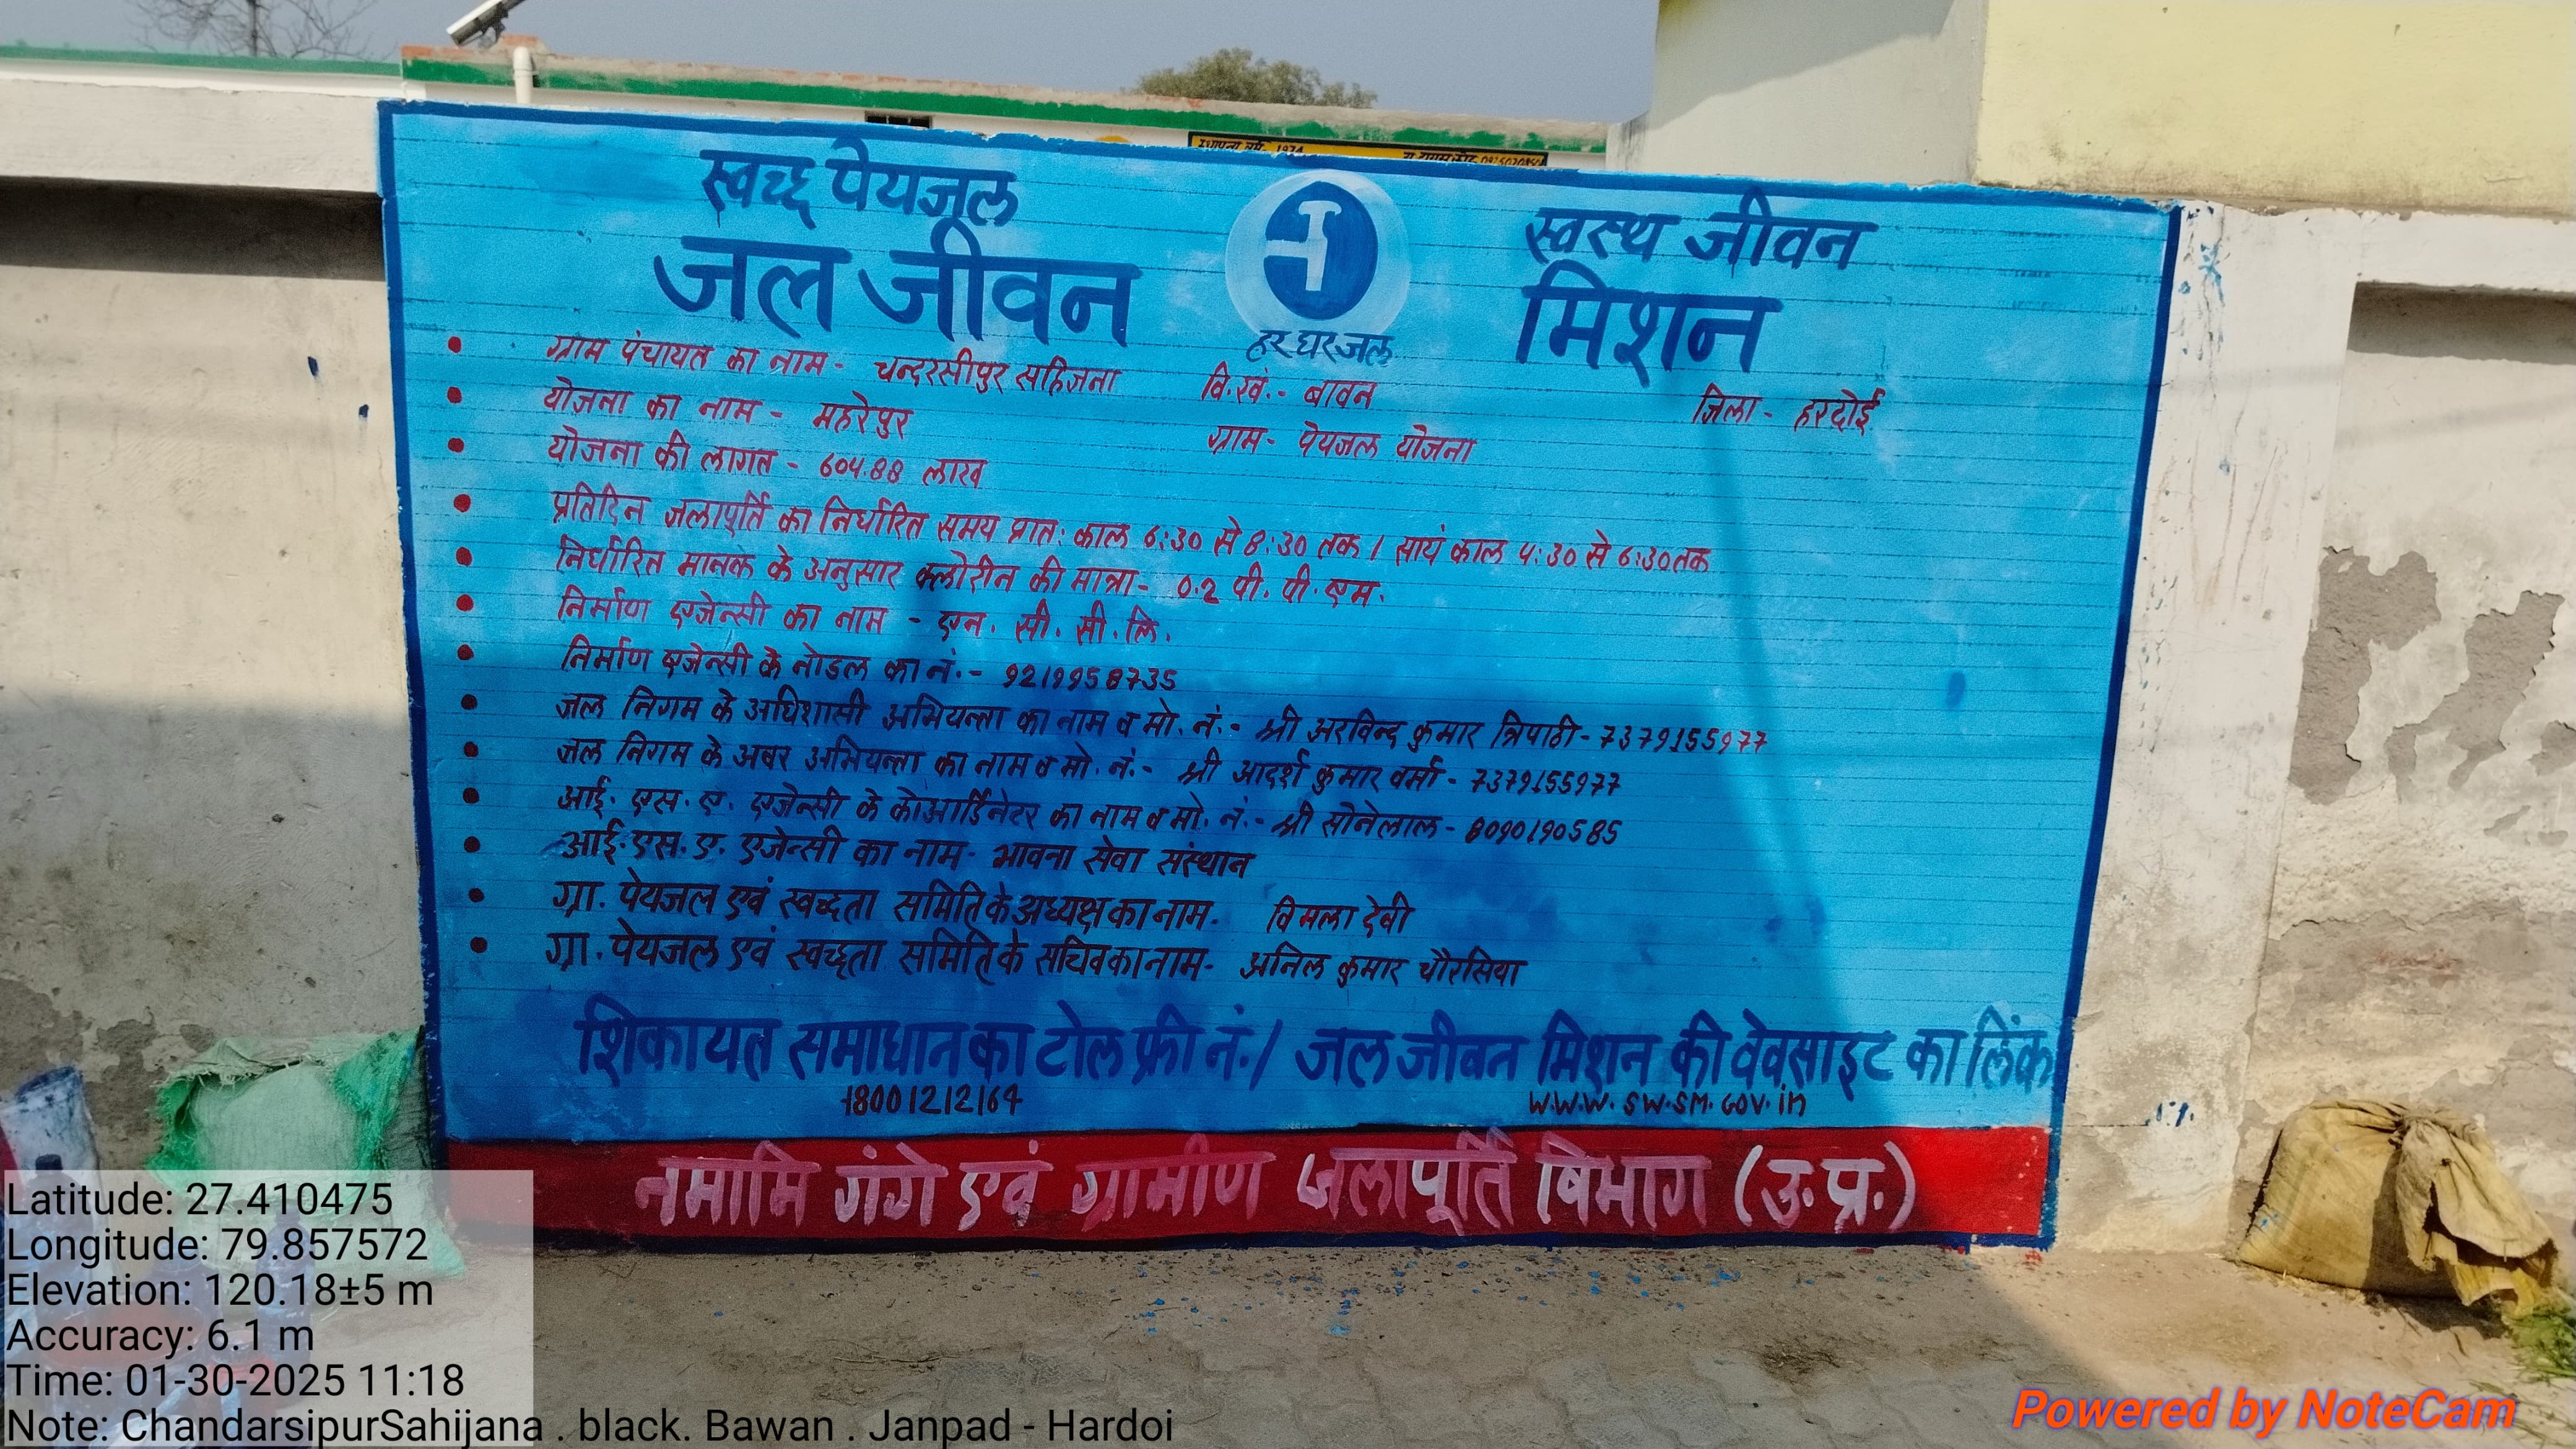 स्वच्छ पेयजल
स्वस्थ जीवन
जल जीवन मिशन
हर घर जल
ग्राम पंचायत का नाम - चन्दरसीपुर सहिजना वि.खं.- बावन जिला - हरदोई
योजना का नाम - महरेपुर ग्राम - पेयजल योजना
योजना की लागत - 604.88 लाख
प्रतिदिन जलापूर्ति का निर्धारित समय प्रात: काल 6:30 से 8:30 तक / सायं काल 4:30 से 6:30 तक
निर्धारित मानक के अनुसार क्लोरीन की मात्रा- 0.2 पी. पी. एम.
निर्माण एजेन्सी का नाम - एन. सी. सी. लि.
निर्माण एजेन्सी के नोडल का नं.- 9219958735
जल निगम के अधिशासी अभियन्ता का नाम व मो. नं.- श्री अरविन्द कुमार त्रिपाठी - 7379155977
जल निगम के अबर अभियन्ता का नाम व मो. नं.- श्री आदर्श कुमार वर्मा - 7379155977
आई. एस. ए. एजेन्सी के कोआर्डिनेटर का नाम व मो. नं.- श्री सोनेलाल - 8090190585
आई.एस.ए. एजेन्सी का नाम- भावना सेवा संस्थान
ग्रा. पेयजल एवं स्वच्छता समिति के अध्यक्ष का नाम- विमला देवी
ग्रा. पेयजल एवं स्वच्छता समिति के सचिव का नाम- अनिल कुमार चौरसिया
शिकायत समाधान का टोल फ्री नं./ जल जीवन मिशन की वेवसाइट का लिंक
18001212164 W.W.W. SW.SM. GOV.in
नमामि गंगे एवं ग्रामीण जलापूर्ति विभाग (उ.प्र.)
Latitude: 27.410475
Longitude: 79.857572
Elevation: 120.18±5 m
Accuracy: 6.1 m
Time: 01-30-2025 11:18
Note: ChandarsipurSahijana . black. Bawan . Janpad - Hardoi
Powered by NoteCam